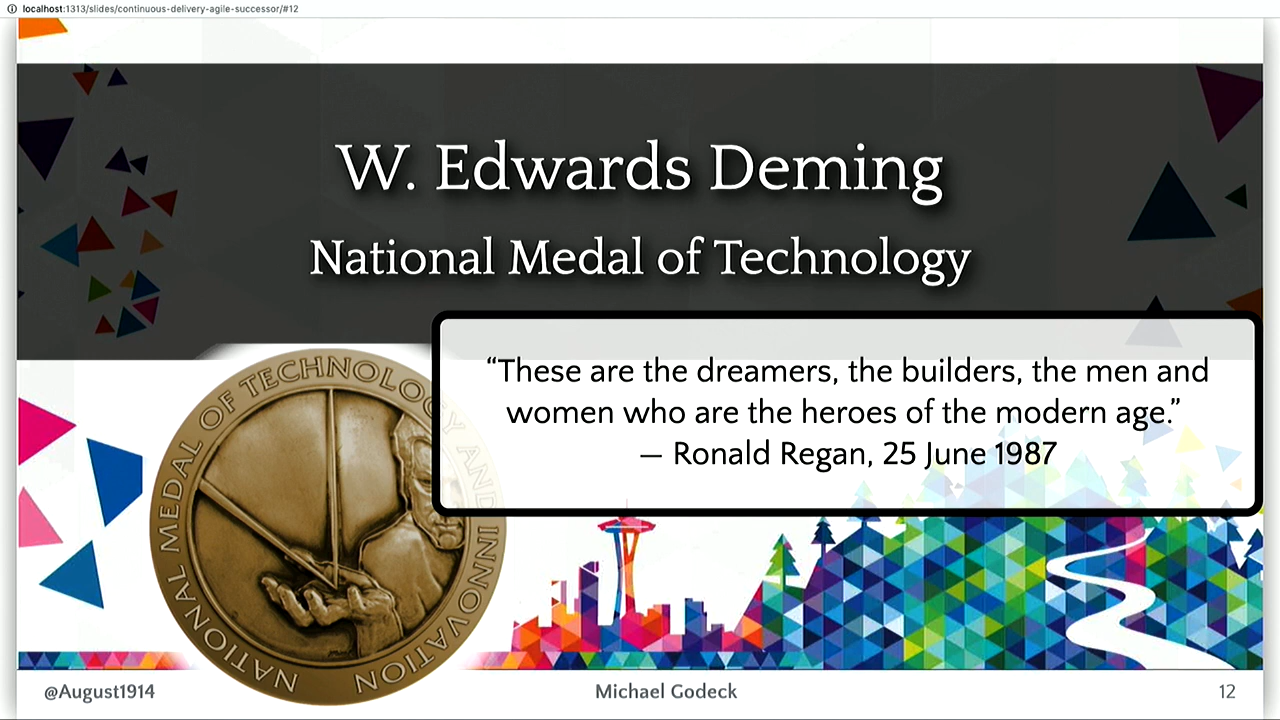 localhost:1313/slides/continuous-delivery-agile-successor/#12
W. Edwards Deming
National Medal of Technology
“These are the dreamers, the builders, the men and
women who are the heroes of the modern age.”
— Ronald Regan, 25 June 1987
NATIONAL MEDAL OF TECHNOLOGY AND INNOVATION
@August1914
Michael Godeck
12